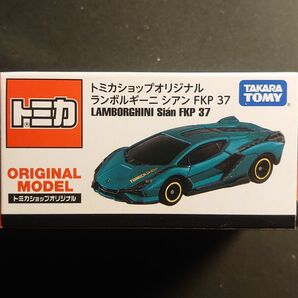 トミカ
トミカショップオリジナル
ランボルギーニ シアン FKP 37
LAMBORGHINI Sián FKP 37
TAKARA
TOMY
ORIGINAL
MODEL
トミカショップオリジナル